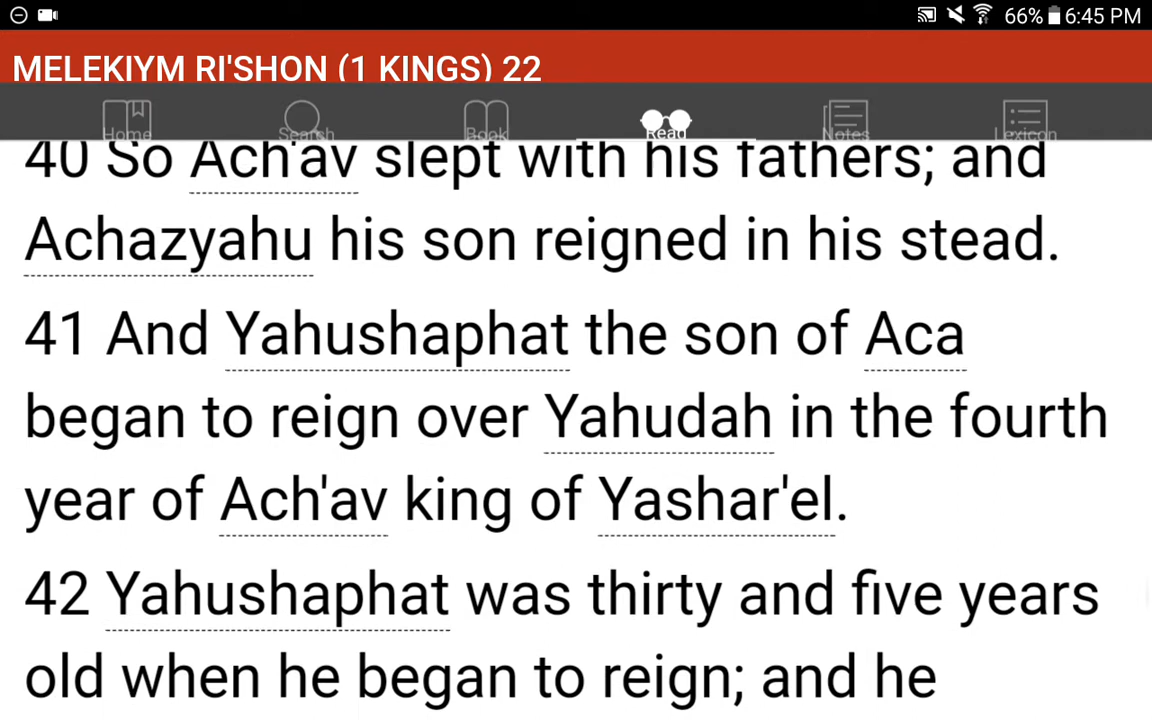 66% 6:45 PM
MELEKIYM RI'SHON (1 KINGS) 22
Home Search Book Read Notes Lexicon
40 So Ach'av slept with his fathers; and
Achazyahu his son reigned in his stead.
41 And Yahushaphat the son of Aca
began to reign over Yahudah in the fourth
year of Ach'av king of Yashar'el.
42 Yahushaphat was thirty and five years
old when he began to reign; and he